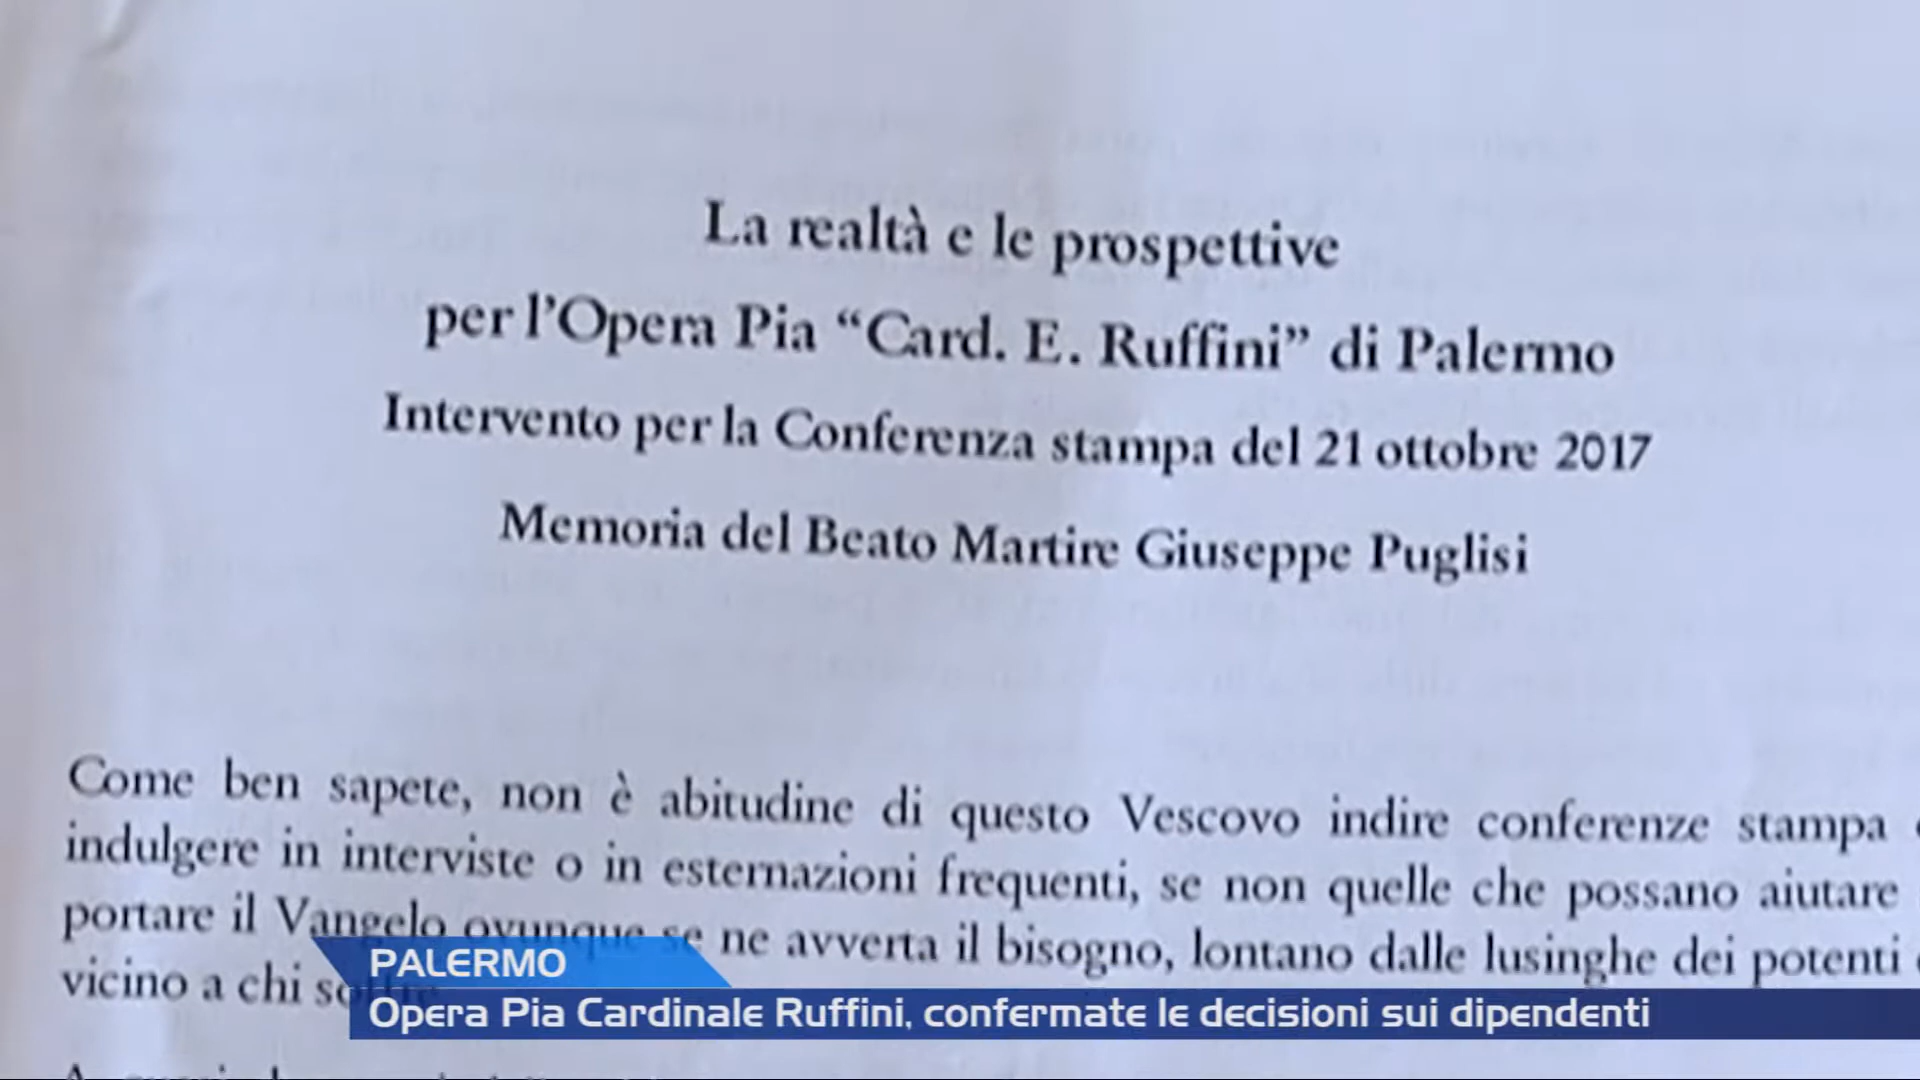 La realtà e le prospettive
per l'Opera Pia “Card. E. Ruffini” di Palermo
Intervento per la Conferenza stampa del 21 ottobre 2017
Memoria del Beato Martire Giuseppe Puglisi
Come ben sapete, non è abitudine di questo Vescovo indire conferenze stampa
indulgere in interviste o in esternazioni frequenti, se non quelle che possano aiutare
portare il Vangelo ovunque se ne avverta il bisogno, lontano dalle lusinghe dei potenti
vicino a chi soffre
PALERMO
Opera Pia Cardinale Ruffini, confermate le decisioni sui dipendenti